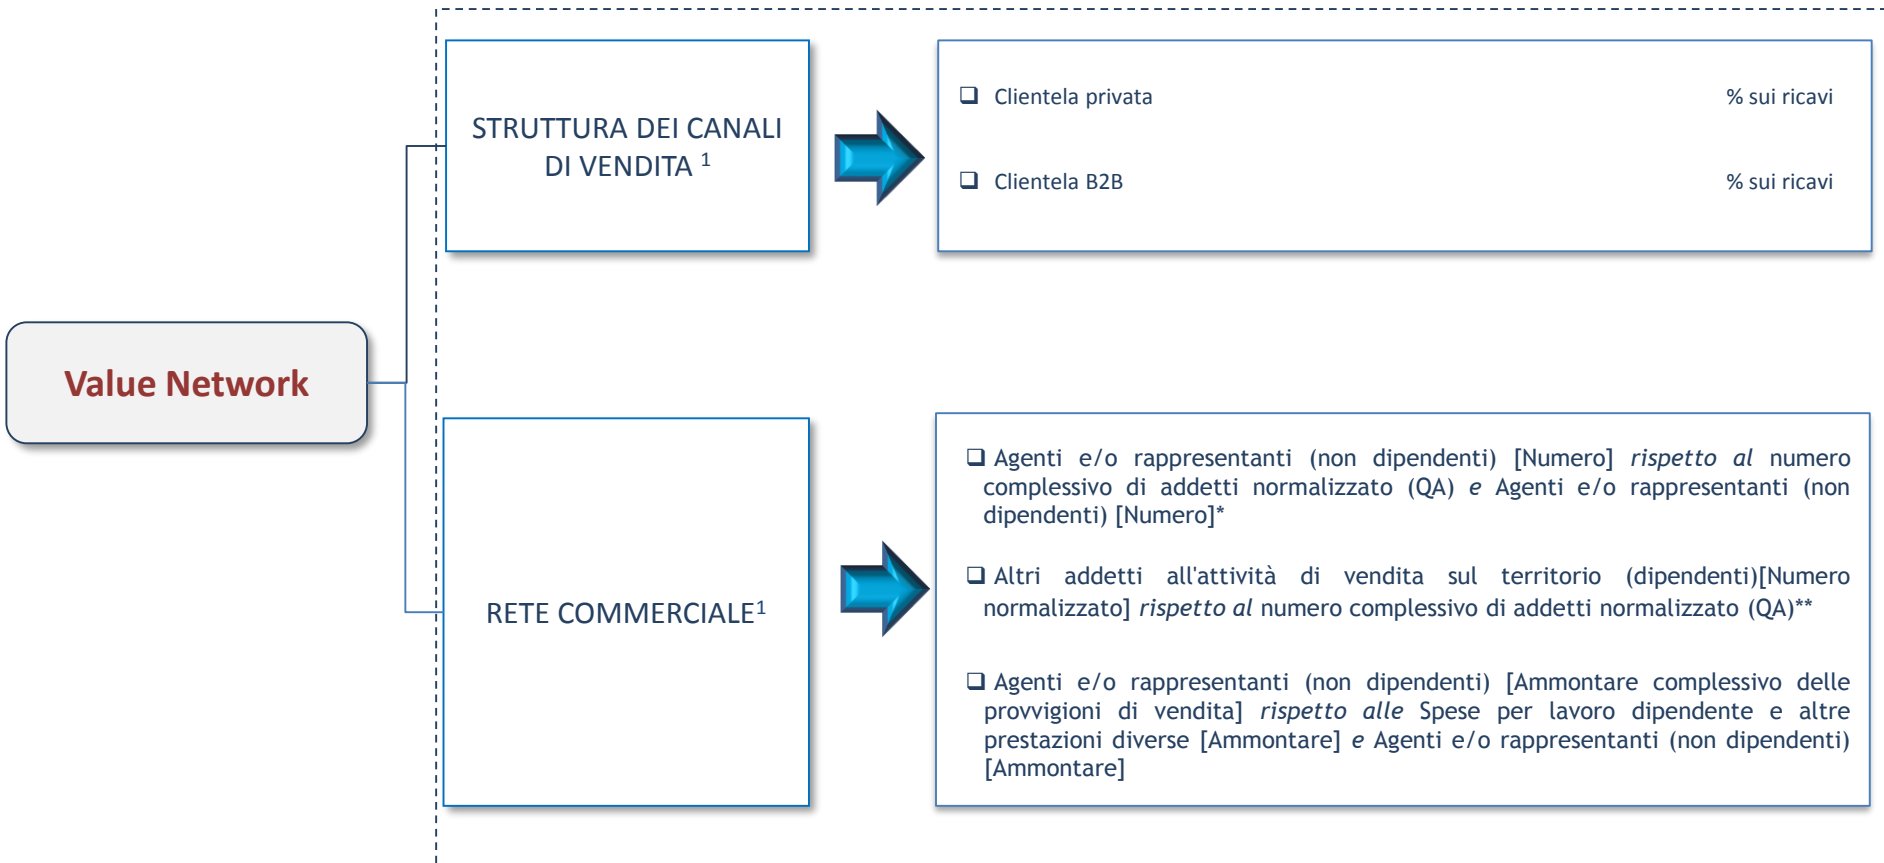 STRUTTURA DEI CANALI
DI VENDITA 1
❑ Clientela privata % sui ricavi
❑ Clientela B2B % sui ricavi
Value Network
RETE COMMERCIALE1
❑ Agenti e/o rappresentanti (non dipendenti) [Numero] rispetto al numero
complessivo di addetti normalizzato (QA) e Agenti e/o rappresentanti (non
dipendenti) [Numero]*
❑ Altri addetti all'attività di vendita sul territorio (dipendenti)[Numero
normalizzato] rispetto al numero complessivo di addetti normalizzato (QA)**
❑ Agenti e/o rappresentanti (non dipendenti) [Ammontare complessivo delle
provvigioni di vendita] rispetto alle Spese per lavoro dipendente e altre
prestazioni diverse [Ammontare] e Agenti e/o rappresentanti (non dipendenti)
[Ammontare]